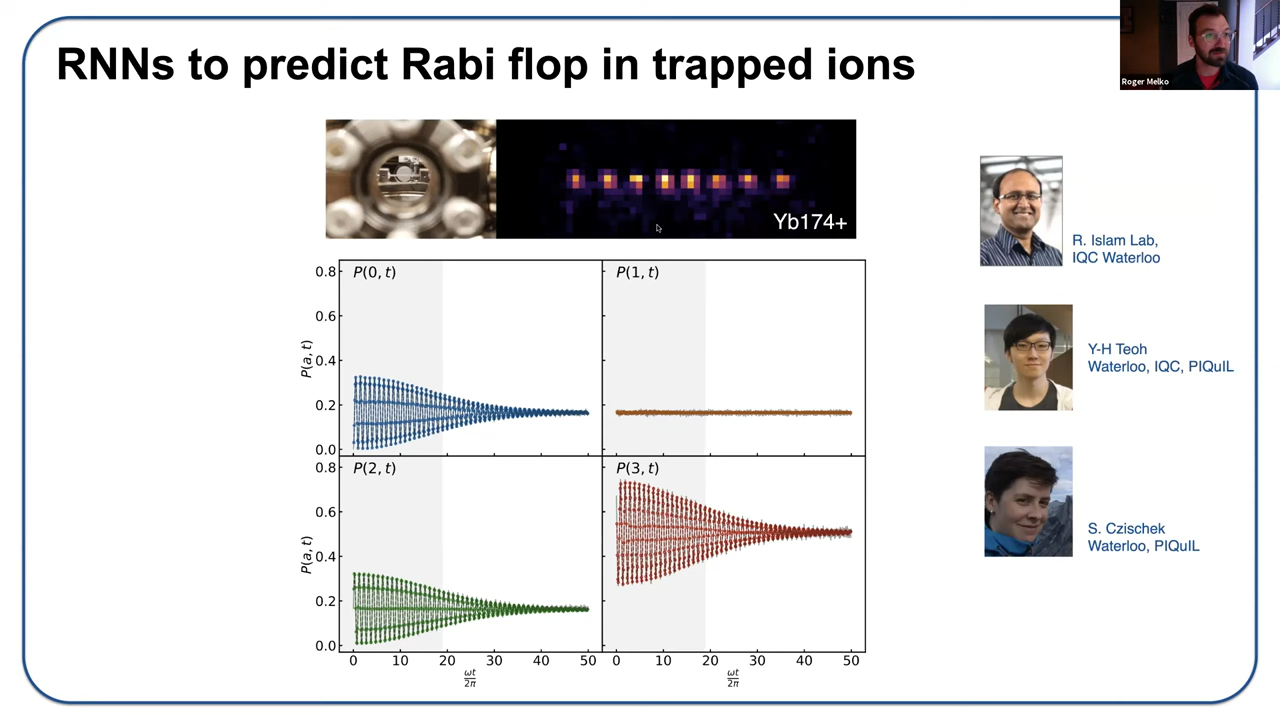 RNNs to predict Rabi flop in trapped ions
Roger Melko
Yb174+
R. Islam Lab,
IQC Waterloo
Y-H Teoh
Waterloo, IQC, PIQuIL
S. Czischek
Waterloo, PIQuIL
P(0, t)
P(1, t)
0.8
0.6
0.4
0.2
0.0
P(a, t)
P(2, t)
P(3, t)
0.8
0.6
0.4
0.2
0.0
P(a, t)
0 10 20 30 40 50
0 10 20 30 40 50
ωt/2π
ωt/2π